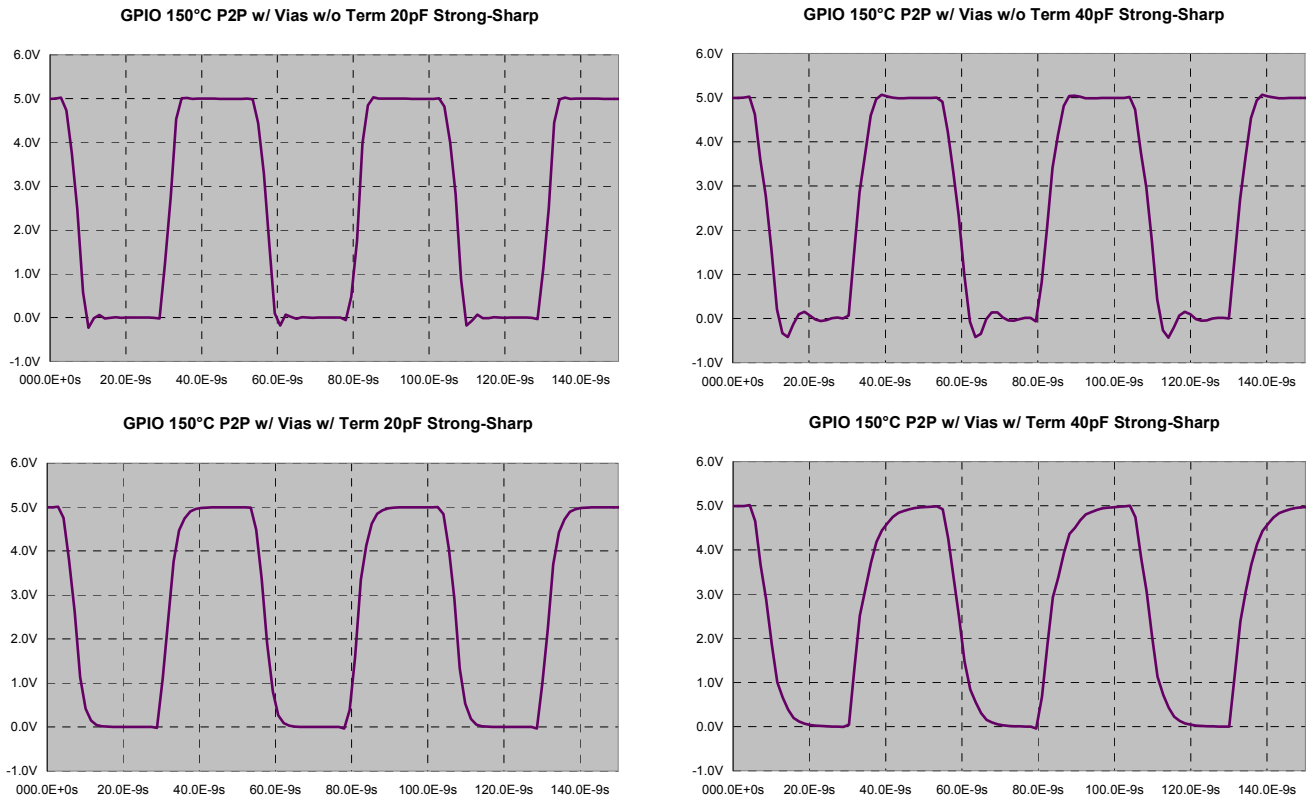 GPIO 150°C P2P w/ Vias w/o Term 20pF Strong-Sharp
6.0V
5.0V
4.0V
3.0V
2.0V
1.0V
0.0V
-1.0V
000.0E+0s 20.0E-9s 40.0E-9s 60.0E-9s 80.0E-9s 100.0E-9s 120.0E-9s 140.0E-9s
GPIO 150°C P2P w/ Vias w/o Term 40pF Strong-Sharp
6.0V
5.0V
4.0V
3.0V
2.0V
1.0V
0.0V
-1.0V
000.0E+0s 20.0E-9s 40.0E-9s 60.0E-9s 80.0E-9s 100.0E-9s 120.0E-9s 140.0E-9s
GPIO 150°C P2P w/ Vias w/ Term 20pF Strong-Sharp
6.0V
5.0V
4.0V
3.0V
2.0V
1.0V
0.0V
-1.0V
000.0E+0s 20.0E-9s 40.0E-9s 60.0E-9s 80.0E-9s 100.0E-9s 120.0E-9s 140.0E-9s
GPIO 150°C P2P w/ Vias w/ Term 40pF Strong-Sharp
6.0V
5.0V
4.0V
3.0V
2.0V
1.0V
0.0V
-1.0V
000.0E+0s 20.0E-9s 40.0E-9s 60.0E-9s 80.0E-9s 100.0E-9s 120.0E-9s 140.0E-9s